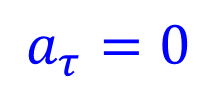 a_τ = 0